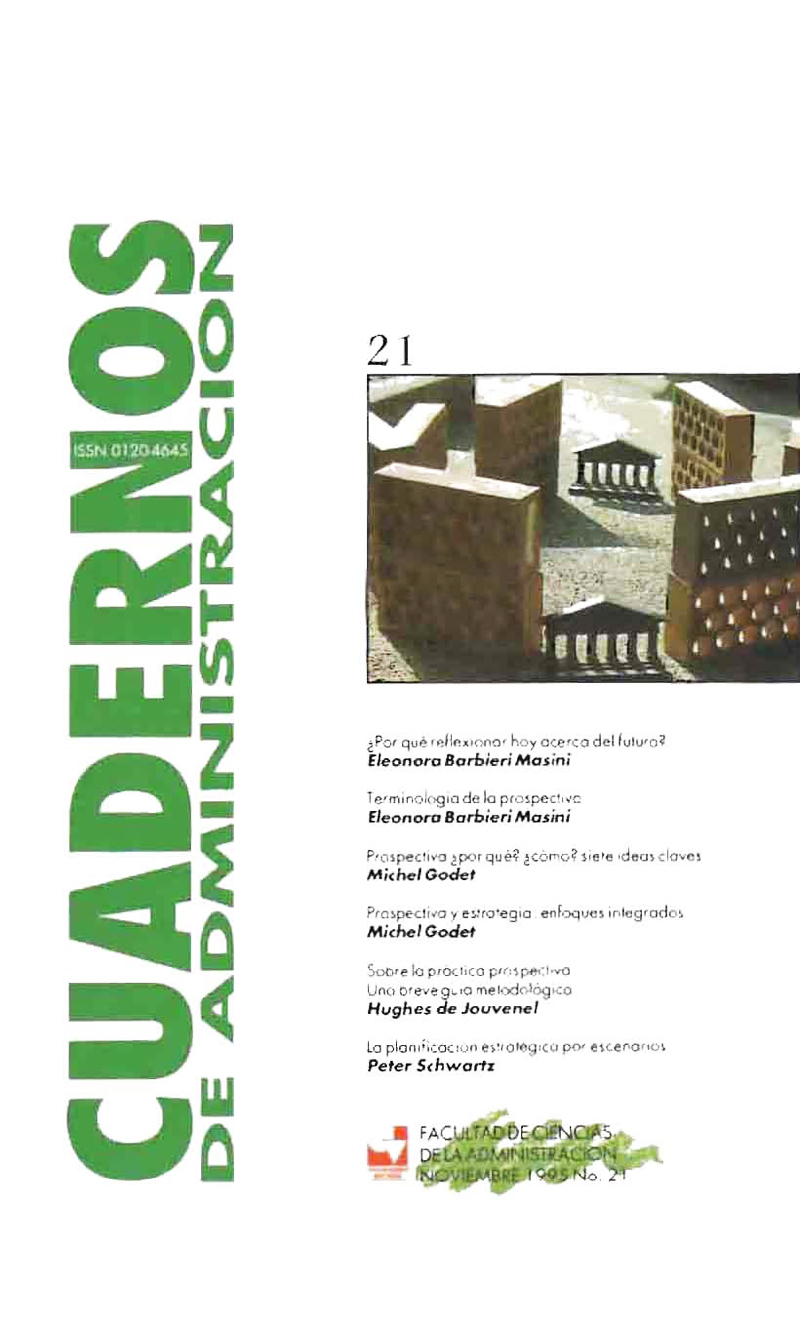 CUADERNOS
DE ADMINISTRACION
ISSN 0120-4645
21
¿Por qué reflexionar hoy acerca del futuro?
Eleonora Barbieri Masini
Terminología de la prospectiva
Eleonora Barbieri Masini
Prospectiva ¿por qué? ¿cómo? siete ideas claves
Michel Godet
Prospectiva y estrategia: enfoques integrados
Michel Godet
Sobre la práctica prospectiva
Una breve guía metodológica
Hughes de Jouvenel
La planificación estratégica por escenarios
Peter Schwartz
FACULTAD DE CIENCIAS
DE LA ADMINISTRACION
NOVIEMBRE 1995 No. 21